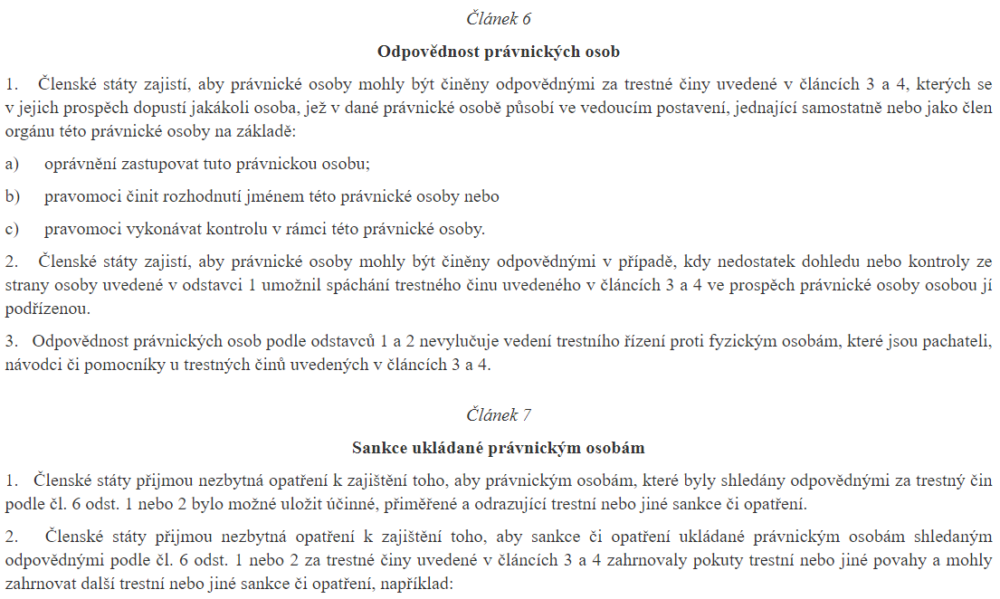 Článek 6
Odpovědnost právnických osob
1. Členské státy zajistí, aby právnické osoby mohly být činěny odpovědnými za trestné činy uvedené v článcích 3 a 4, kterých se
v jejich prospěch dopustí jakákoli osoba, jež v dané právnické osobě působí ve vedoucím postavení, jednající samostatně nebo jako člen
orgánu této právnické osoby na základě:
a) oprávnění zastupovat tuto právnickou osobu;
b) pravomoci činit rozhodnutí jménem této právnické osoby nebo
c) pravomoci vykonávat kontrolu v rámci této právnické osoby.
2. Členské státy zajistí, aby právnické osoby mohly být činěny odpovědnými v případě, kdy nedostatek dohledu nebo kontroly ze
strany osoby uvedené v odstavci 1 umožnil spáchání trestného činu uvedeného v článcích 3 a 4 ve prospěch právnické osoby osobou jí
podřízenou.
3. Odpovědnost právnických osob podle odstavců 1 a 2 nevylučuje vedení trestního řízení proti fyzickým osobám, které jsou pachateli,
návodci či pomocníky u trestných činů uvedených v článcích 3 a 4.
Článek 7
Sankce ukládané právnickým osobám
1. Členské státy přijmou nezbytná opatření k zajištění toho, aby právnickým osobám, které byly shledány odpovědnými za trestný čin
podle čl. 6 odst. 1 nebo 2 bylo možné uložit účinné, přiměřené a odrazující trestní nebo jiné sankce či opatření.
2. Členské státy přijmou nezbytná opatření k zajištění toho, aby sankce či opatření ukládané právnickým osobám shledaným
odpovědnými podle čl. 6 odst. 1 nebo 2 za trestné činy uvedené v článcích 3 a 4 zahrnovaly pokuty trestní nebo jiné povahy a mohly
zahrnovat další trestní nebo jiné sankce či opatření, například: